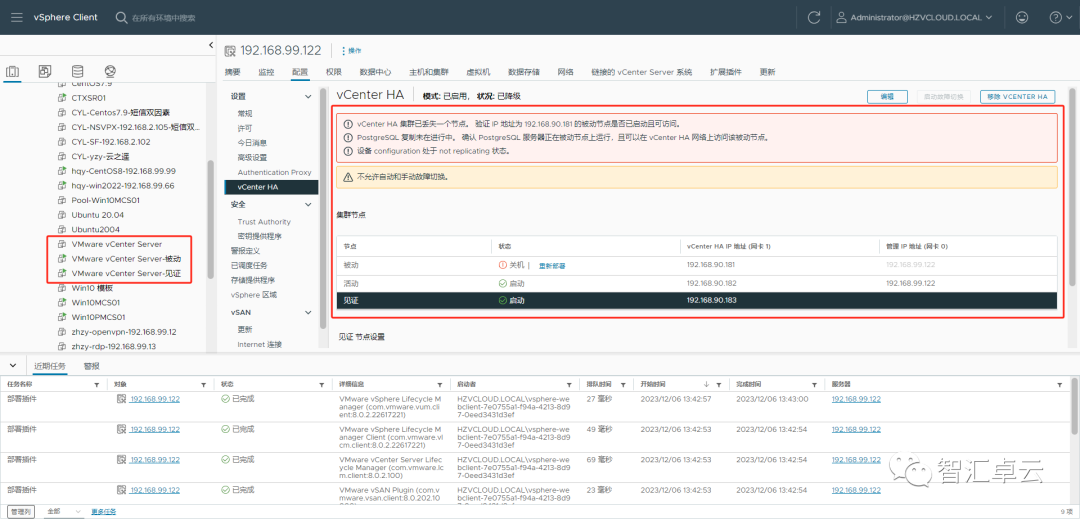 vSphere Client
在所有环境中搜索
Administrator@HZVCLOUD.LOCAL
CentOS7.9
CTXSR01
CYL-Centos7.9-短信双因素
CYL-NSVPX-192.168.2.105-短信双...
CYL-SF-192.168.2.102
CYL-yzy-云之遥
hqy-CentOS8-192.168.99.99
hqy-win2022-192.168.99.66
Pool-Win10MCS01
Ubuntu 20.04
Ubuntu2004
VMware vCenter Server
VMware vCenter Server-被动
VMware vCenter Server-见证
Win10 模板
Win10MCS01
Win10PMCS01
zhzy-openvpn-192.168.99.12
zhzy-rdp-192.168.99.13
192.168.99.122
操作
摘要 监控 配置 权限 数据中心 主机和集群 虚拟机 数据存储 网络 链接的 vCenter Server 系统 扩展插件 更新
设置
常规
许可
今日消息
高级设置
Authentication Proxy
vCenter HA
安全
Trust Authority
密钥提供程序
警报定义
已调度任务
存储提供程序
vSphere 区域
vSAN
更新
Internet 连接
vCenter HA 模式: 已启用, 状况: 已降级
编辑 启动故障切换 移除 VCENTER HA
vCenter HA 集群已丢失一个节点。 验证 IP 地址为 192.168.90.181 的被动节点是否已启动且可访问。
PostgreSQL 复制未在进行中。 确认 PostgreSQL 服务器正在被动节点上运行，且可以在 vCenter HA 网络上访问该被动节点。
设备 configuration 处于 not replicating 状态。
不允许自动和手动故障切换。
集群节点
节点 状态 vCenter HA IP 地址 (网卡 1) 管理 IP 地址 (网卡 0)
被动 关机 | 重新部署 192.168.90.181 192.168.99.122
活动 启动 192.168.90.182 192.168.99.122
见证 启动 192.168.90.183
见证 节点设置
近期任务 警报
任务名称 对象 状态 详细信息 启动者 排队时间 开始时间 完成时间 服务器
部署插件 192.168.99.122 已完成 VMware vSphere Lifecycle M HZVCLOUD.LOCAL\vsphere-we 27 毫秒 2023/12/06 13:42:57 2023/12/06 13:43:00 192.168.99.122
anager (com.vmware.vum.cli bclient-7e0755a1-f94a-4213-8d9
ent:8.0.2.22617221) 7-0eed3431d3ef
部署插件 192.168.99.122 已完成 VMware vSphere Lifecycle M HZVCLOUD.LOCAL\vsphere-we 49 毫秒 2023/12/06 13:42:53 2023/12/06 13:42:54 192.168.99.122
anager Client (com.vmware.v bclient-7e0755a1-f94a-4213-8d9
lcm.client:8.0.2.22617221) 7-0eed3431d3ef
部署插件 192.168.99.122 已完成 VMware vCenter Server Lifec HZVCLOUD.LOCAL\vsphere-we 69 毫秒 2023/12/06 13:42:53 2023/12/06 13:42:54 192.168.99.122
ycle Manager (com.vmware.lc bclient-7e0755a1-f94a-4213-8d9
m.client:8.0.2.100) 7-0eed3431d3ef
部署插件 192.168.99.122 已完成 VMware vSAN Plugin (com.v HZVCLOUD.LOCAL\vsphere-we 23 毫秒 2023/12/06 13:42:53 2023/12/06 13:42:54 192.168.99.122
mware.vsan.client:8.0.202.10 bclient-7e0755a1-f94a-4213-8d9
管理列 全部 更多任务 9 项
智汇卓云